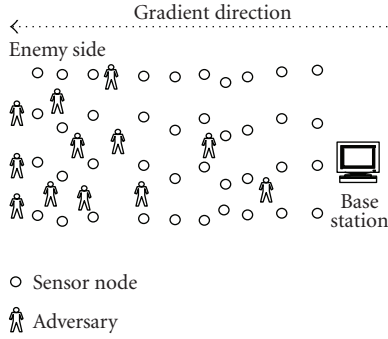 Gradient direction
Enemy side
Base
station
Sensor node
Adversary